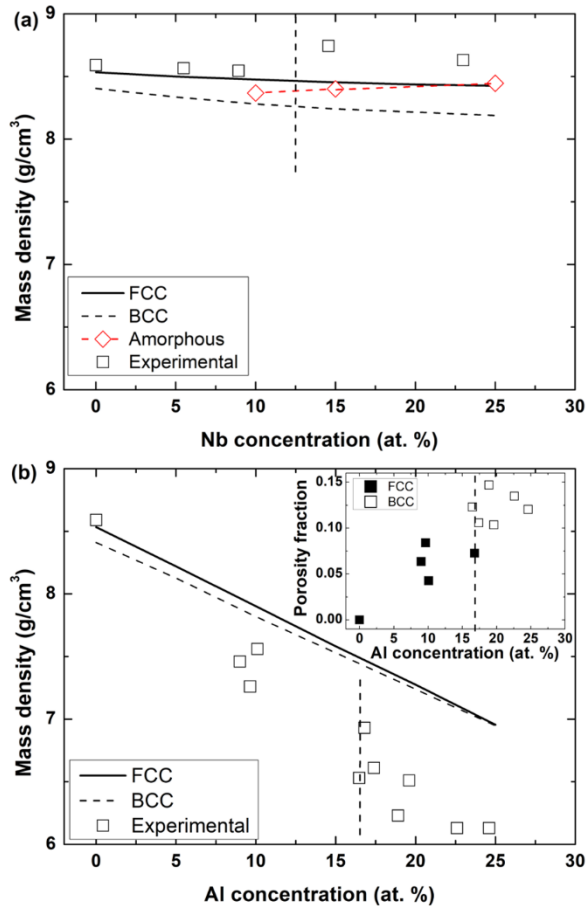 (a)
9
8
7
6
Mass density (g/cm³)
FCC
BCC
Amorphous
Experimental
0 5 10 15 20 25 30
Nb concentration (at. %)
(b)
9
8
7
6
Mass density (g/cm³)
0.15
0.10
0.05
0.00
Porosity fraction
FCC
BCC
0 5 10 15 20 25 30
Al concentration (at. %)
FCC
BCC
Experimental
0 5 10 15 20 25 30
Al concentration (at. %)